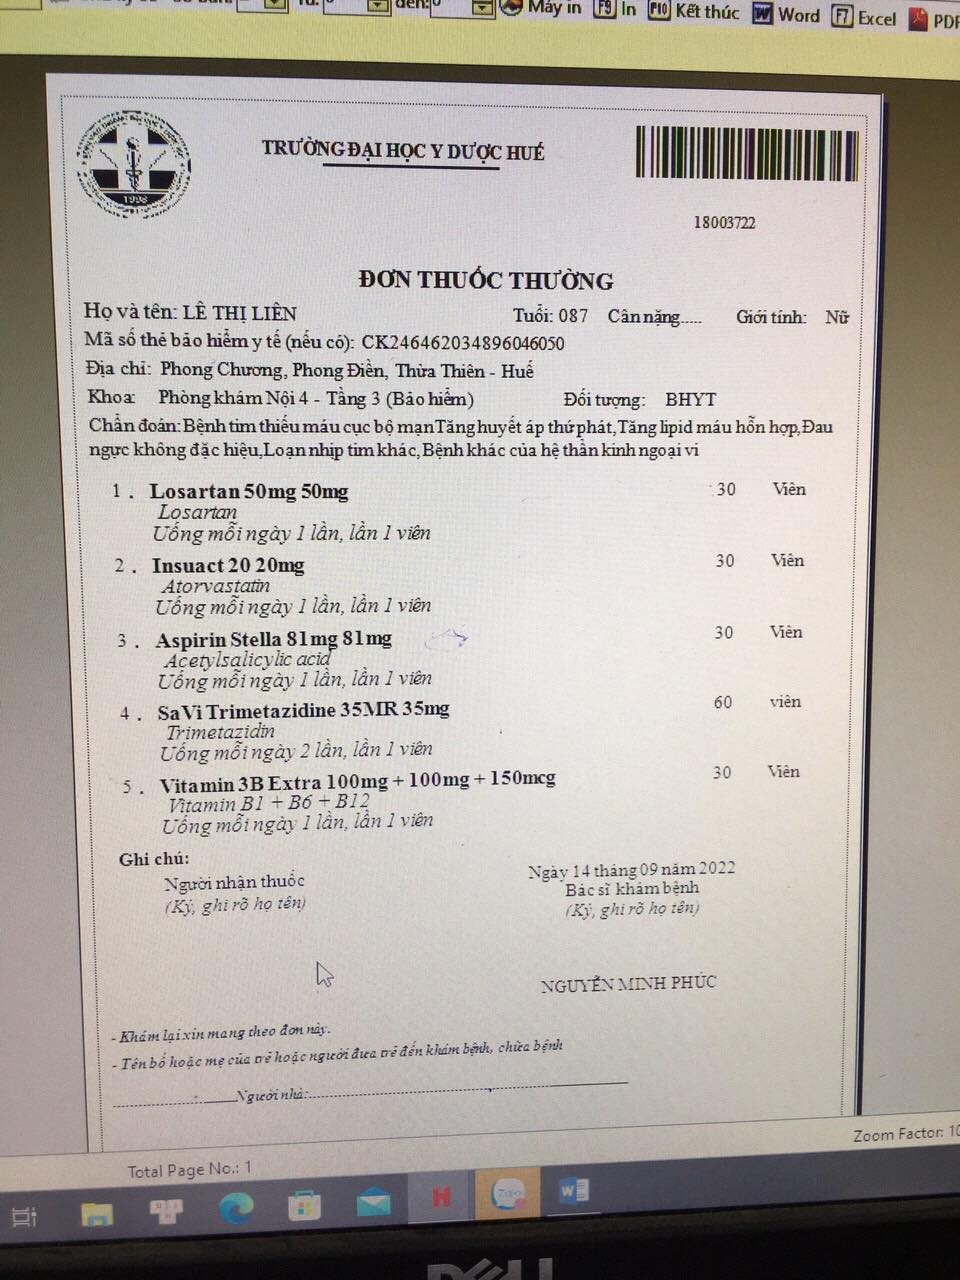 Từ: đến:0 Máy in F9 In F10 Kết thúc Word F7 Excel PDF
TRƯỜNG ĐẠI HỌC Y DƯỢC HUẾ
18003722
ĐƠN THUỐC THƯỜNG
Họ và tên: LÊ THỊ LIÊN Tuổi: 087 Cân nặng..... Giới tính: Nữ
Mã số thẻ bảo hiểm y tế (nếu có): CK246462034896046050
Địa chỉ: Phong Chương, Phong Điền, Thừa Thiên - Huế
Khoa: Phòng khám Nội 4 - Tầng 3 (Bảo hiểm) Đối tượng: BHYT
Chẩn đoán:Bệnh tim thiếu máu cục bộ mạnTăng huyết áp thứ phát,Tăng lipid máu hỗn hợp,Đau
ngực không đặc hiệu,Loạn nhịp tim khác,Bệnh khác của hệ thần kinh ngoại vi
1 . Losartan 50mg 50mg 30 Viên
Losartan
Uống mỗi ngày 1 lần, lần 1 viên
2 . Insuact 20 20mg 30 Viên
Atorvastatin
Uống mỗi ngày 1 lần, lần 1 viên
3 . Aspirin Stella 81mg 81mg 30 Viên
Acetylsalicylic acid
Uống mỗi ngày 1 lần, lần 1 viên
4 . SaVi Trimetazidine 35MR 35mg 60 viên
Trimetazidin
Uống mỗi ngày 2 lần, lần 1 viên
5 . Vitamin 3B Extra 100mg + 100mg + 150mcg 30 Viên
Vitamin B1 + B6 + B12
Uống mỗi ngày 1 lần, lần 1 viên
Ghi chú:
Ngày 14 tháng 09 năm 2022
Người nhận thuốc Bác sĩ khám bệnh
(Ký, ghi rõ họ tên) (Ký, ghi rõ họ tên)
NGUYỄN MINH PHÚC
- Khám lại xin mang theo đơn này.
- Tên bố hoặc mẹ của trẻ hoặc người đưa trẻ đến khám bệnh, chữa bệnh
Người nhà:
Zoom Factor: 10
Total Page No.: 1
H Zalo W
DELL